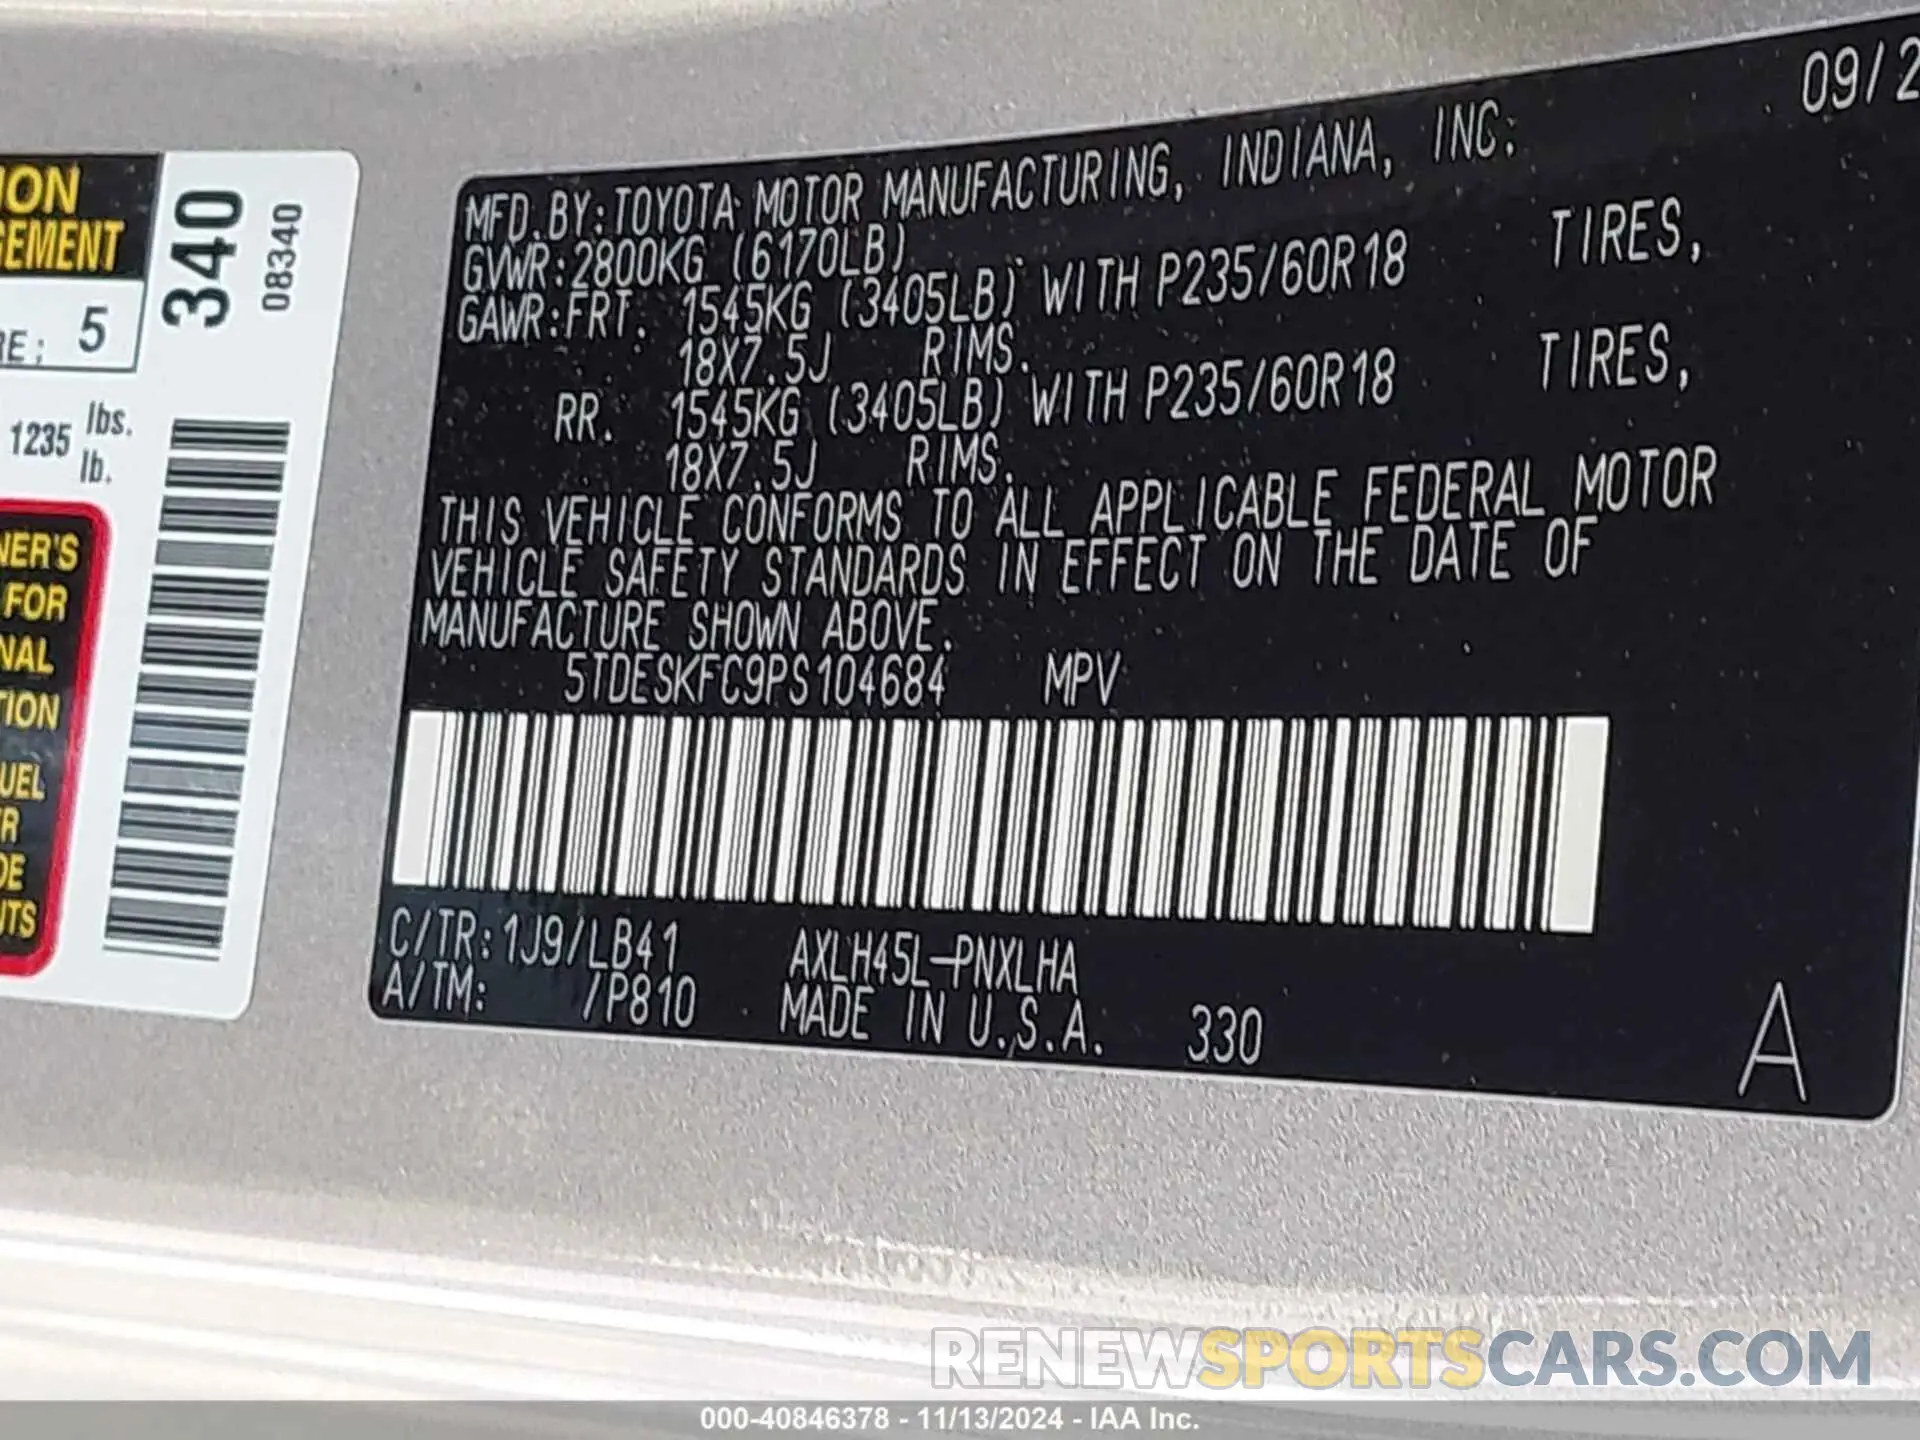 09/2
MFD.BY:TOYOTA MOTOR MANUFACTURING, INDIANA, INC.
GVWR:2800KG (6170LB)
GAWR:FRT. 1545KG (3405LB) WITH P235/60R18 TIRES,
18X7.5J RIMS.
RR. 1545KG (3405LB) WITH P235/60R18 TIRES,
18X7.5J RIMS.
THIS VEHICLE CONFORMS TO ALL APPLICABLE FEDERAL MOTOR
VEHICLE SAFETY STANDARDS IN EFFECT ON THE DATE OF
MANUFACTURE SHOWN ABOVE.
5TDESKFC9PS104684 MPV
C/TR:1J9/LB41 AXLH45L-PNXLHA
A/TM: /P810 MADE IN U.S.A. 330
A
ION
GEMENT
RE: 5
1235 lbs.
lb.
340
08340
NER'S
FOR
NAL
TION
UEL
R
DE
UTS
RENEWSPORTSCARS.COM
000-40846378 - 11/13/2024 - IAA Inc.